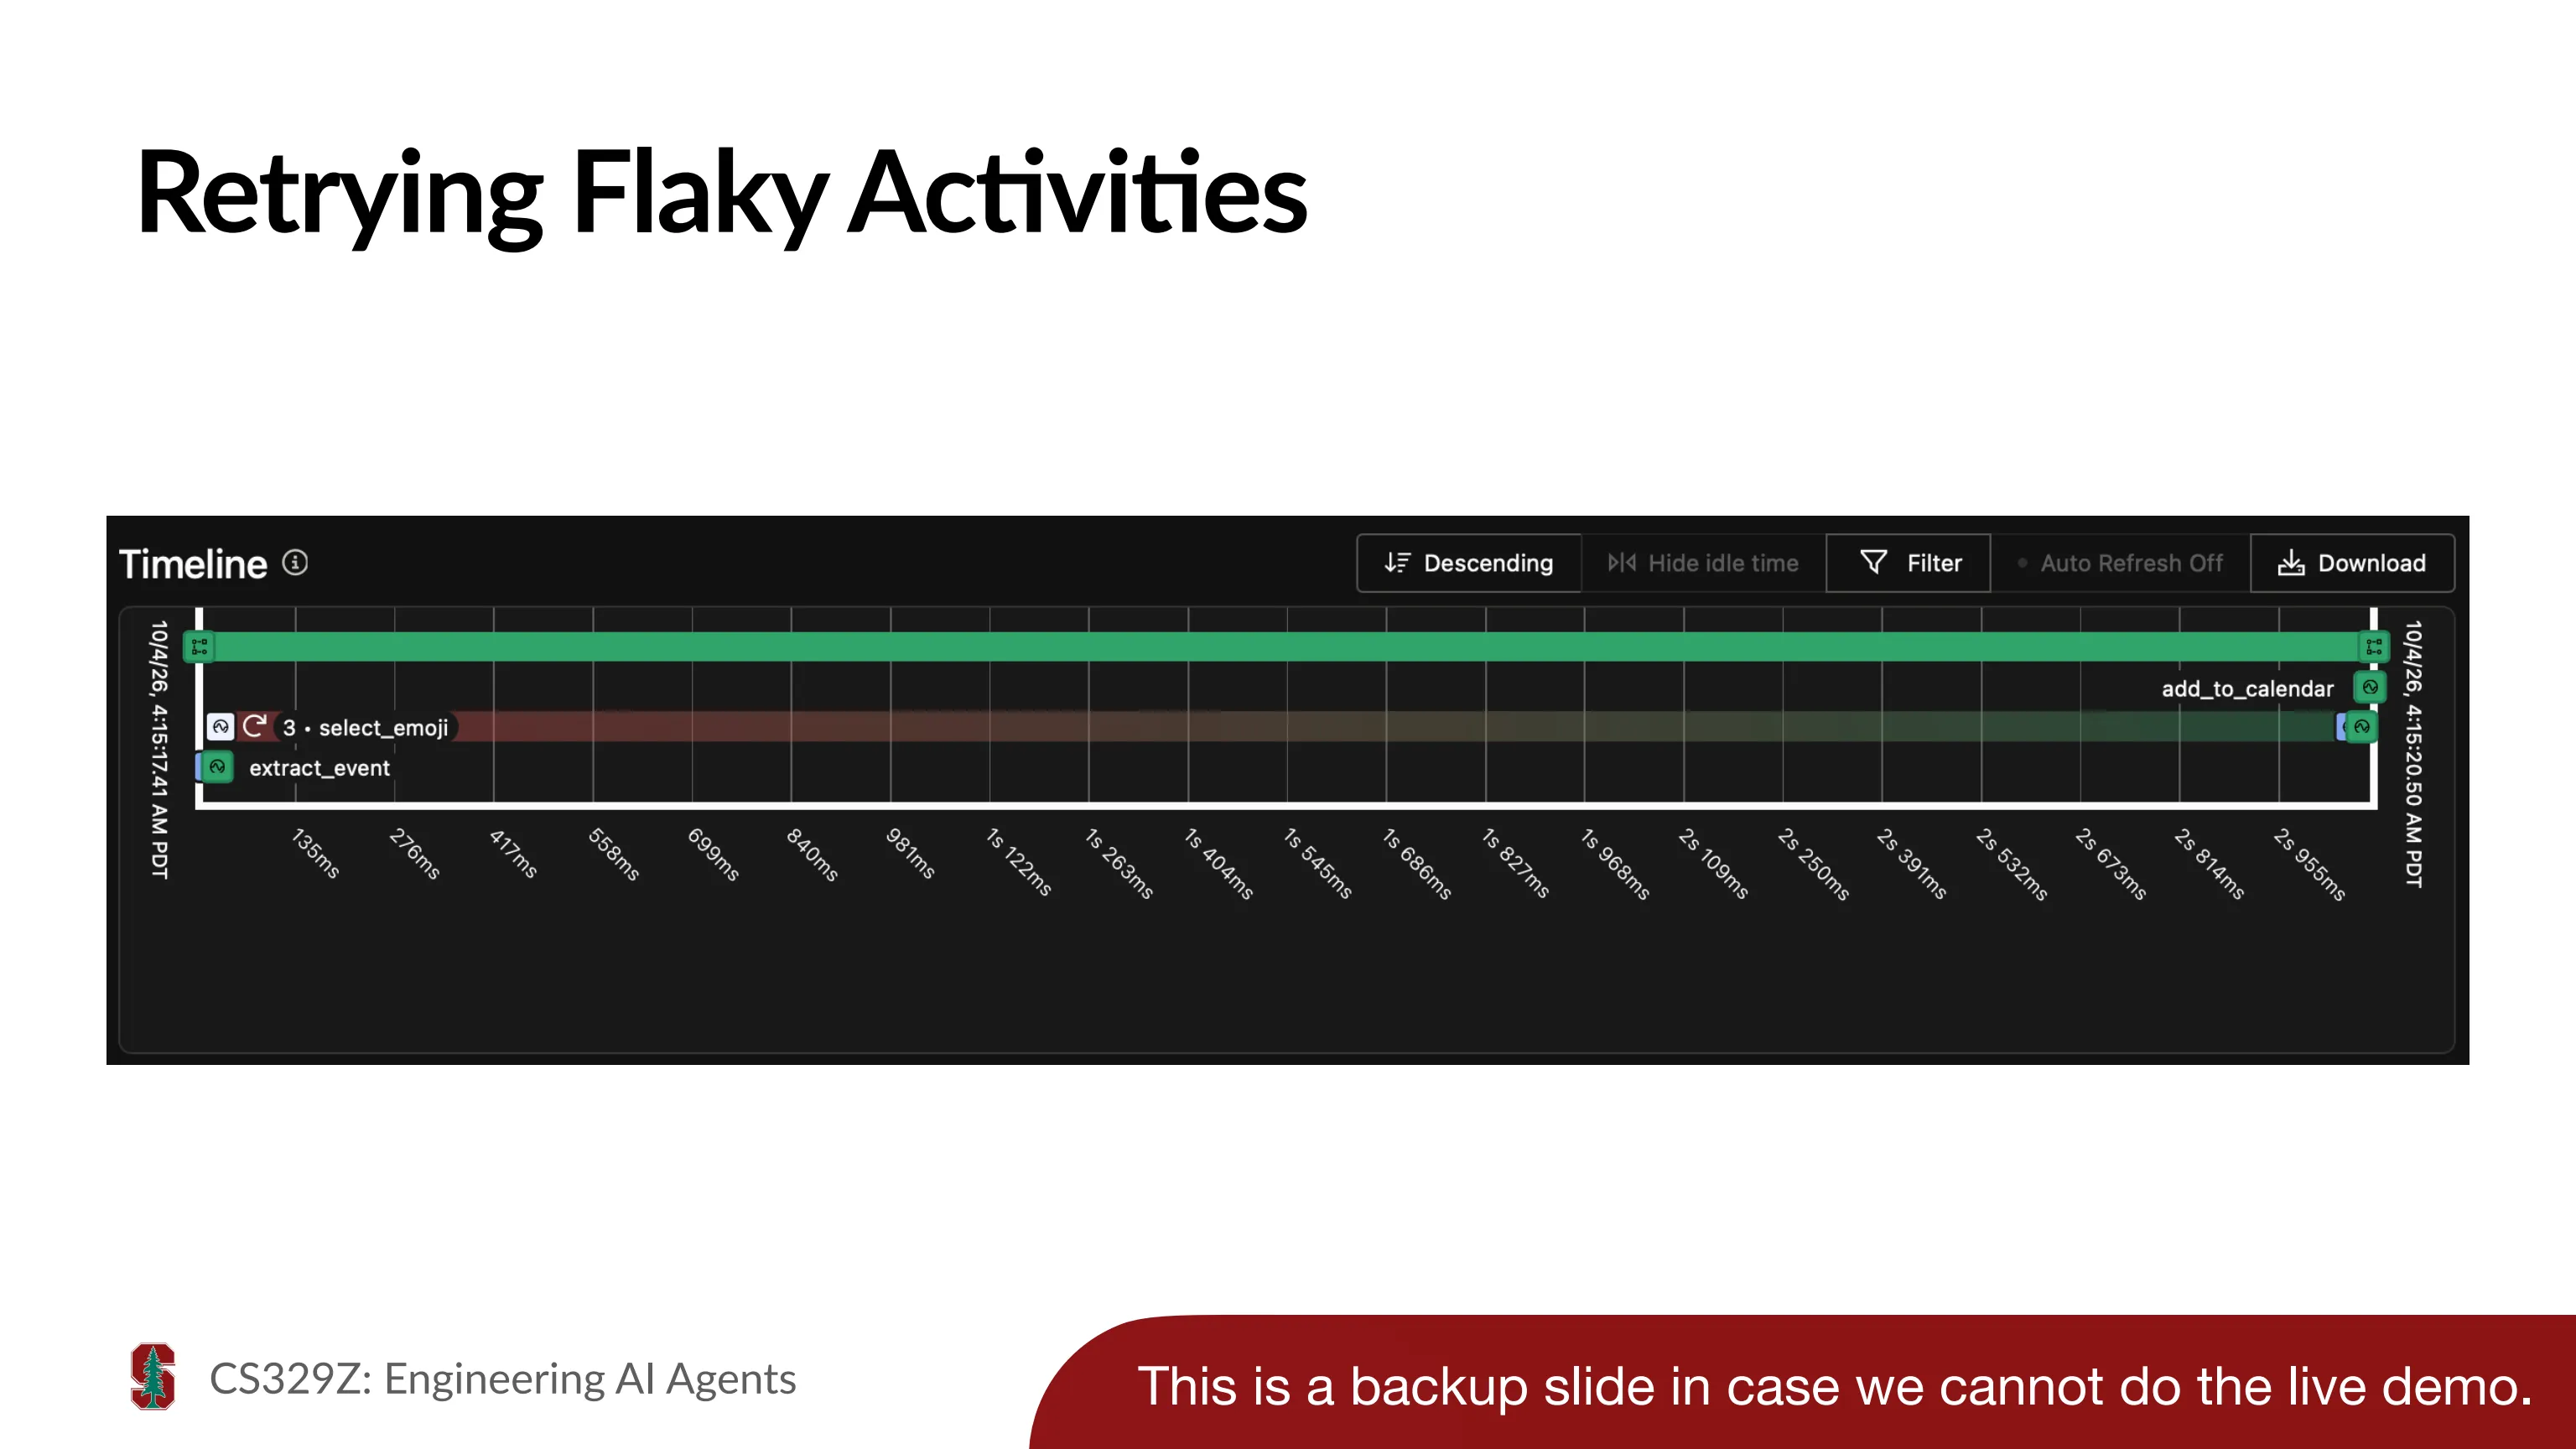 Retrying Flaky Activities
Timeline
Descending
Hide idle time
Filter
Auto Refresh Off
Download
10/4/26, 4:15:17.41 AM PDT
add_to_calendar
3 • select_emoji
extract_event
10/4/26, 4:15:20.50 AM PDT
135ms
276ms
417ms
558ms
699ms
840ms
981ms
1s 122ms
1s 263ms
1s 404ms
1s 545ms
1s 686ms
1s 827ms
1s 968ms
2s 109ms
2s 250ms
2s 391ms
2s 532ms
2s 673ms
2s 814ms
2s 955ms
CS329Z: Engineering AI Agents
This is a backup slide in case we cannot do the live demo.